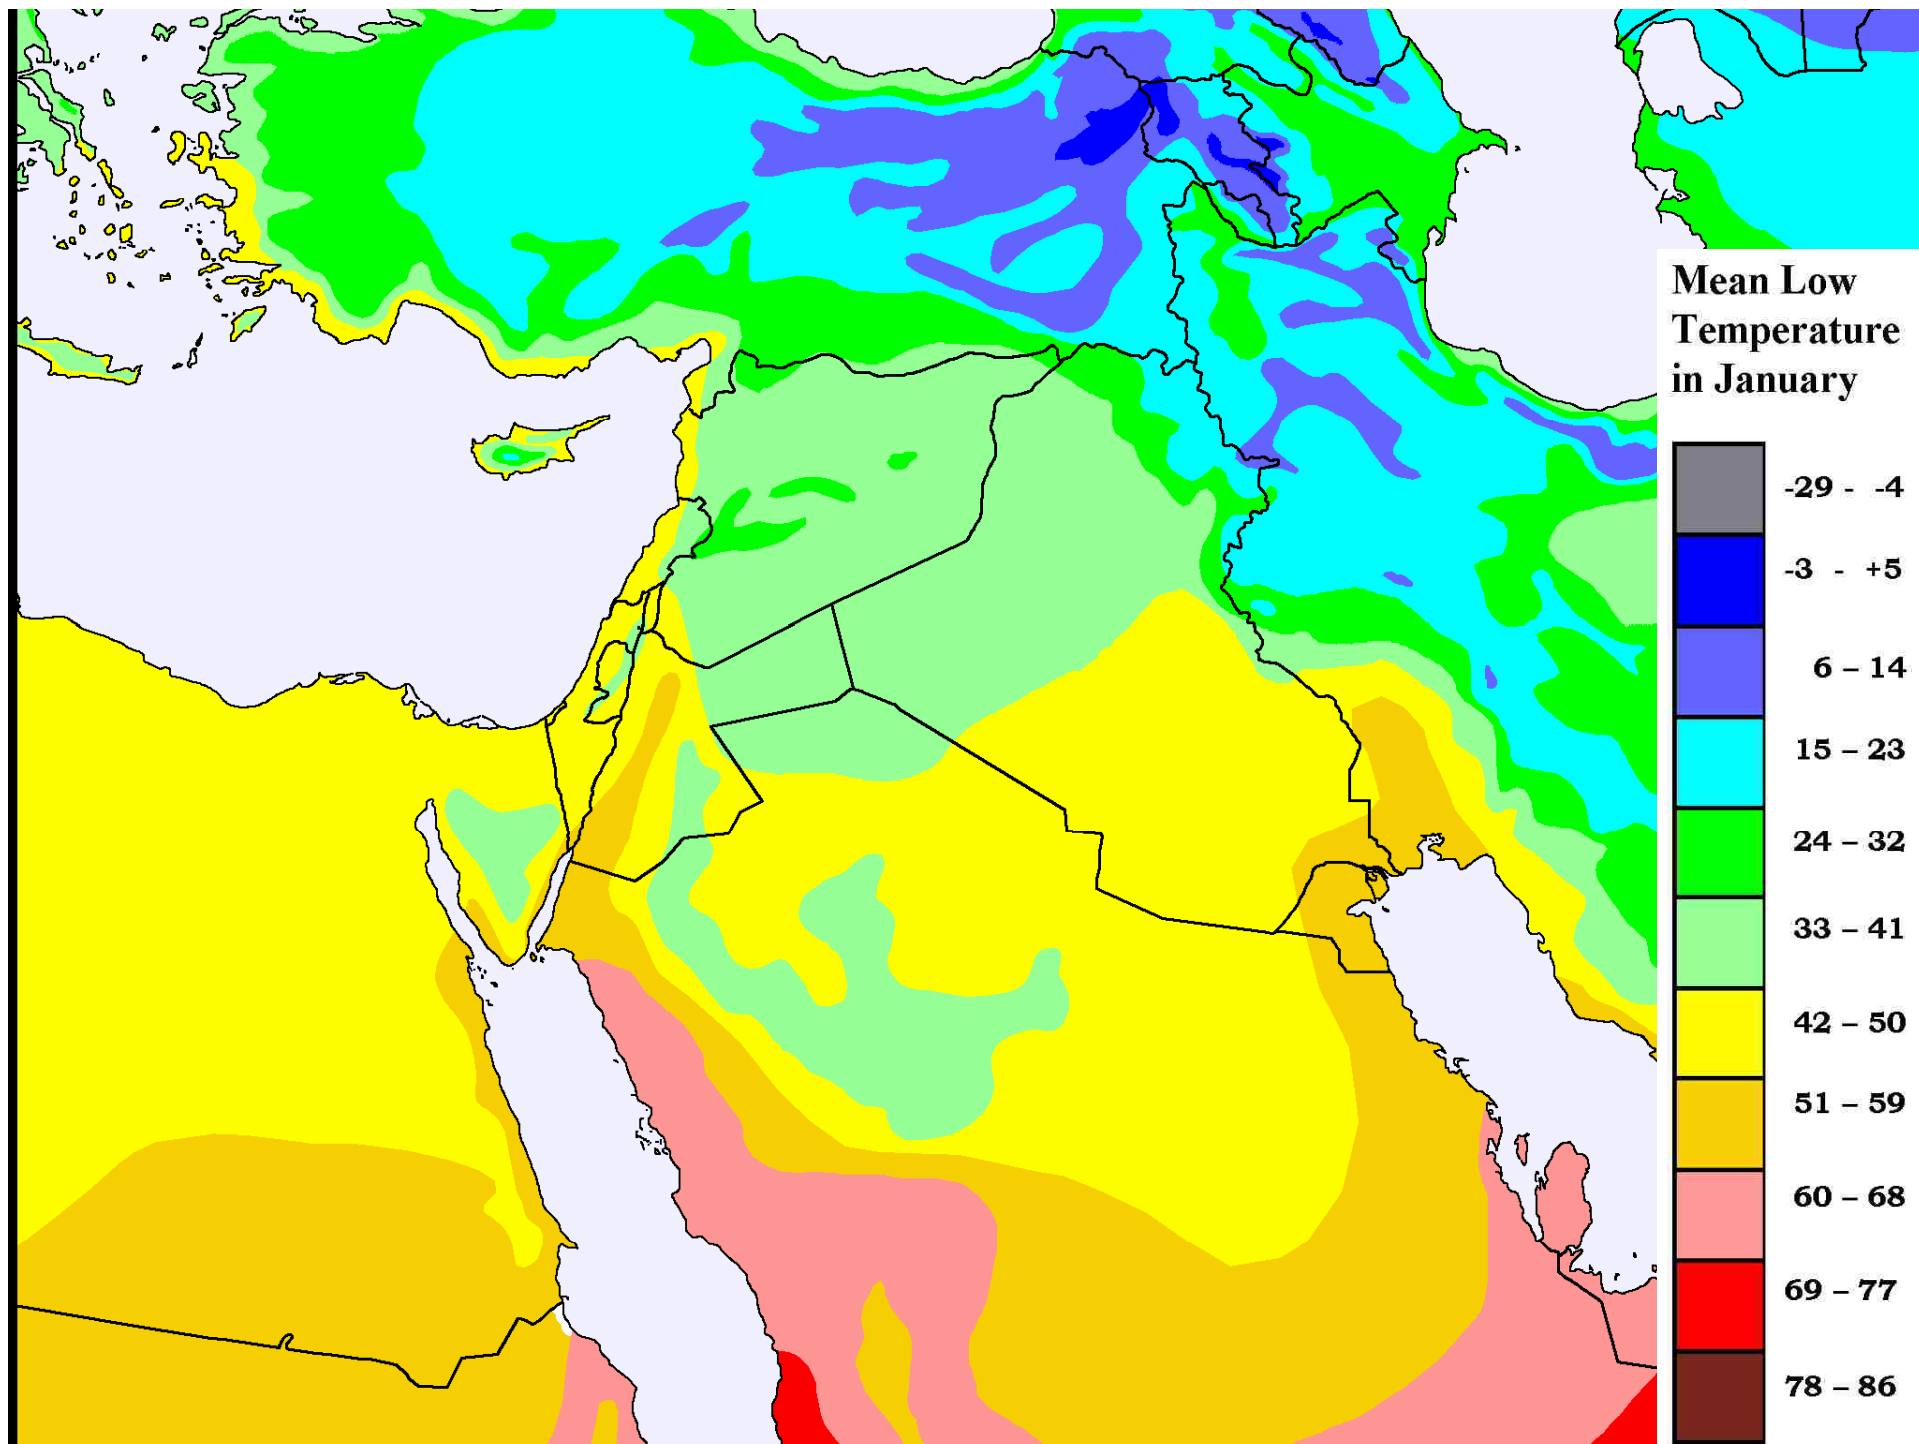 Mean Low
Temperature
in January
-29 - -4
-3 - +5
6 – 14
15 – 23
24 – 32
33 – 41
42 – 50
51 – 59
60 – 68
69 – 77
78 – 86